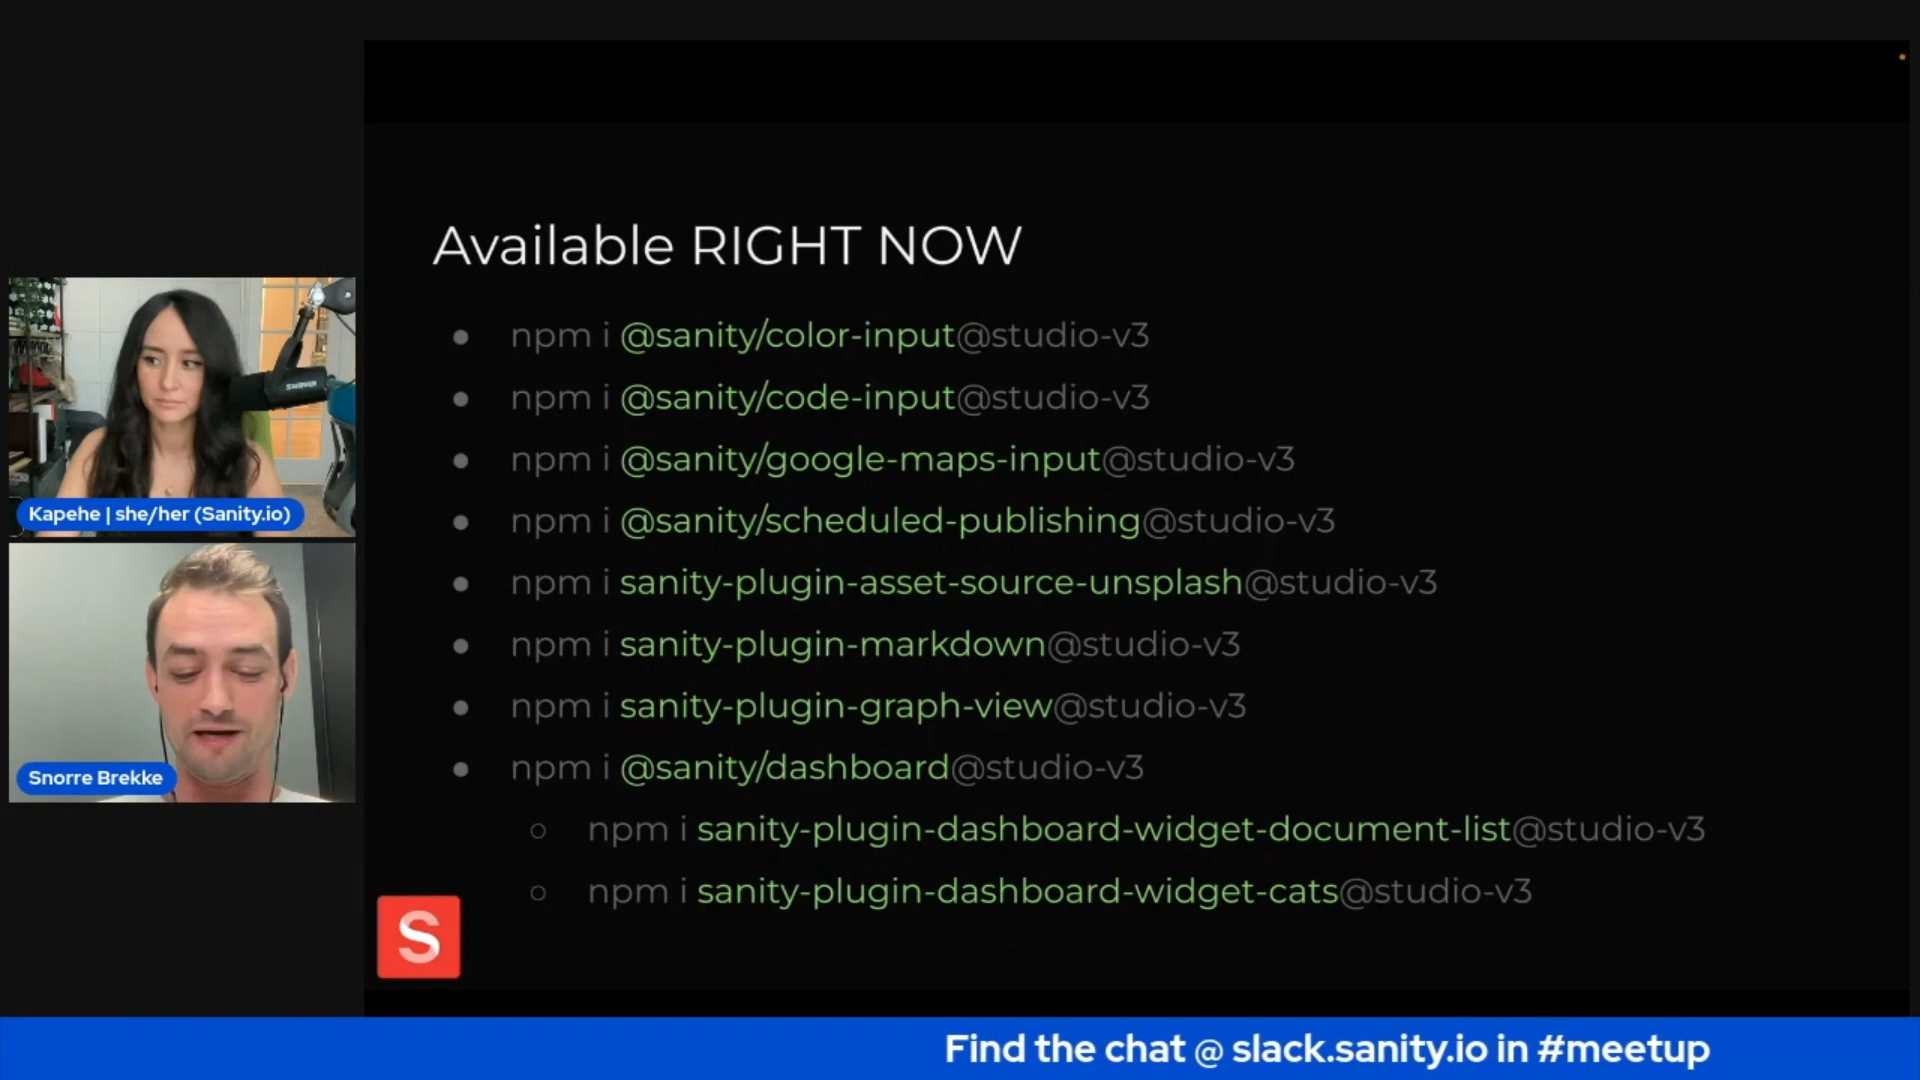 Available RIGHT NOW
● npm i @sanity/color-input@studio-v3
● npm i @sanity/code-input@studio-v3
● npm i @sanity/google-maps-input@studio-v3
● npm i @sanity/scheduled-publishing@studio-v3
● npm i sanity-plugin-asset-source-unsplash@studio-v3
● npm i sanity-plugin-markdown@studio-v3
● npm i sanity-plugin-graph-view@studio-v3
● npm i @sanity/dashboard@studio-v3
○ npm i sanity-plugin-dashboard-widget-document-list@studio-v3
○ npm i sanity-plugin-dashboard-widget-cats@studio-v3
S
SHURE
Kapehe | she/her (Sanity.io)
Snorre Brekke
Find the chat @ slack.sanity.io in #meetup